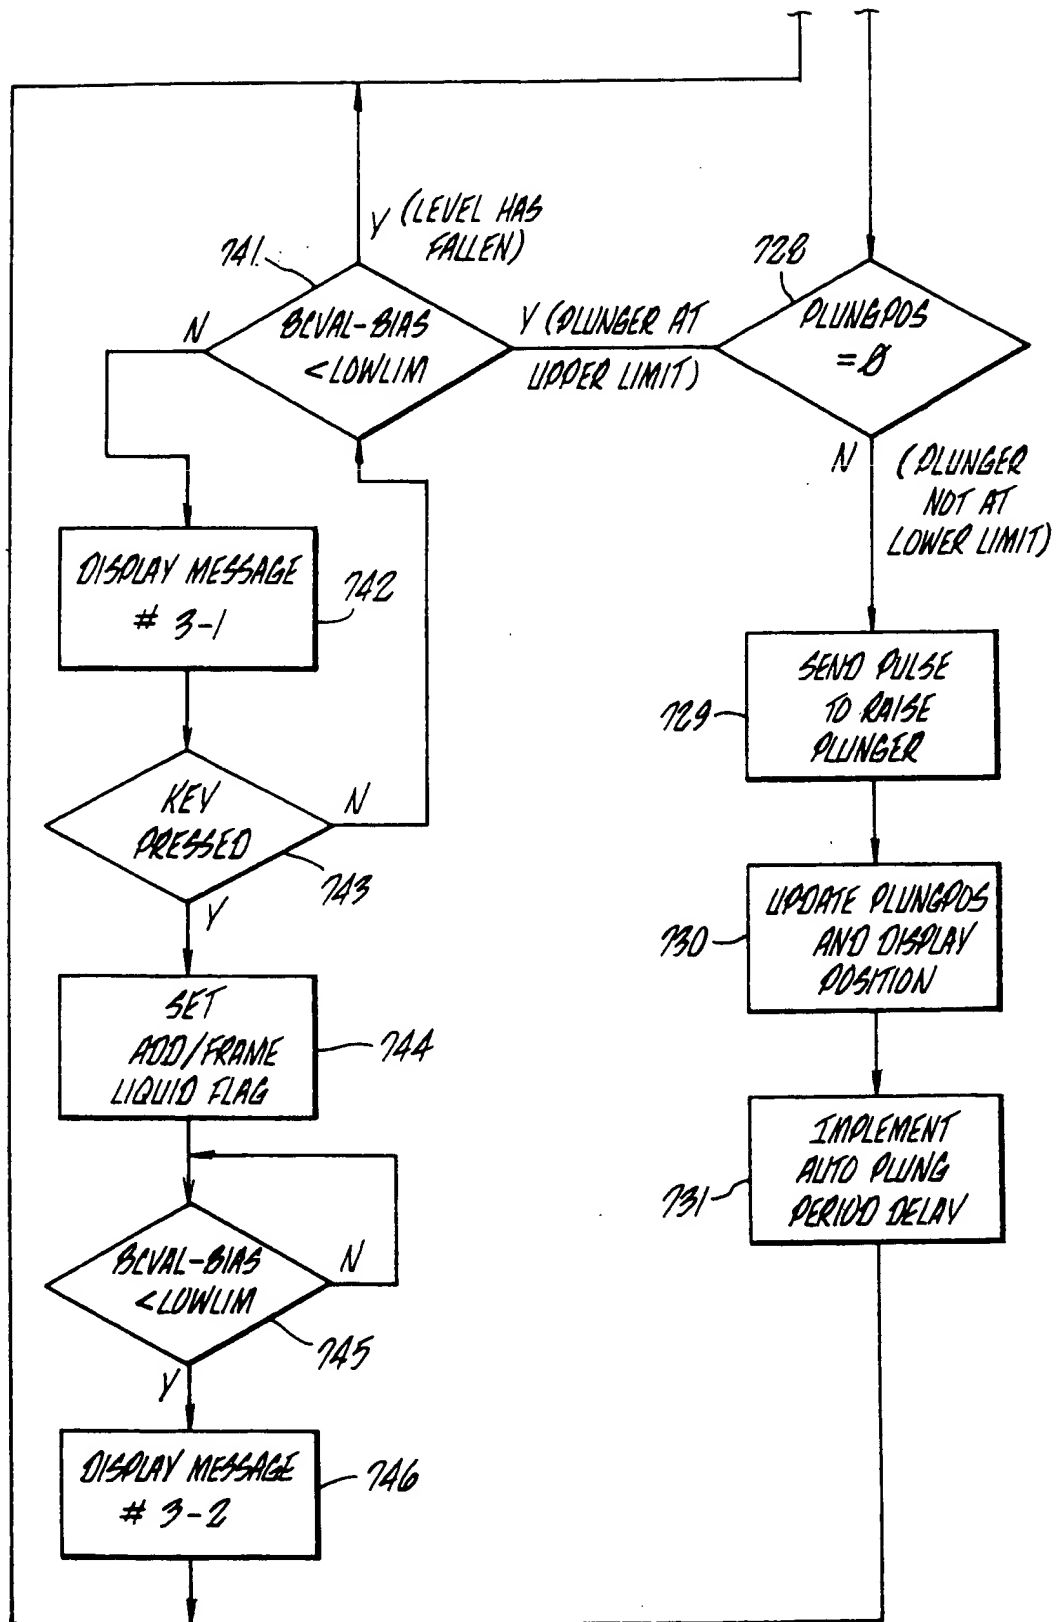 Y (LEVEL HAS
FALLEN)
741
BCVAL-BIAS
<LOWLIM
N
Y (PLUNGER AT
UPPER LIMIT)
728
PLUNGPOS
=0
N (PLUNGER
NOT AT
LOWER LIMIT)
DISPLAY MESSAGE
# 3-1
742
KEY
PRESSED
N
743
Y
SET
ADD/FRAME
LIQUID FLAG
744
BCVAL-BIAS
<LOWLIM
N
745
Y
DISPLAY MESSAGE
# 3-2
746
SEND PULSE
TO RAISE
PLUNGER
729
UPDATE PLUNGPOS
AND DISPLAY
POSITION
730
IMPLEMENT
AUTO PLUNG
PERIOD DELAY
731